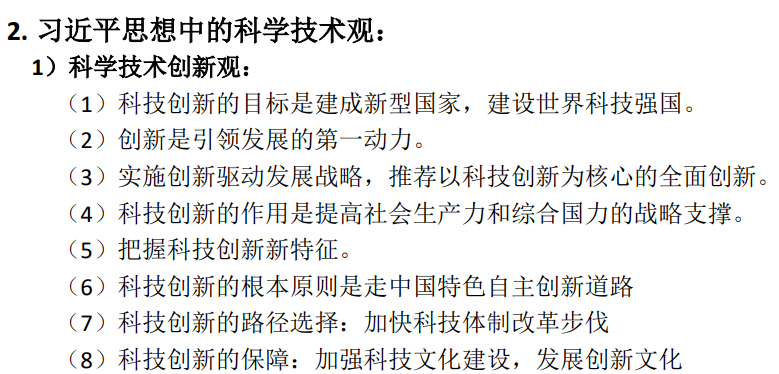 2. 习近平思想中的科学技术观：
1）科学技术创新观：
（1）科技创新的目标是建成新型国家，建设世界科技强国。
（2）创新是引领发展的第一动力。
（3）实施创新驱动发展战略，推荐以科技创新为核心的全面创新。
（4）科技创新的作用是提高社会生产力和综合国力的战略支撑。
（5）把握科技创新新特征。
（6）科技创新的根本原则是走中国特色自主创新道路
（7）科技创新的路径选择：加快科技体制改革步伐
（8）科技创新的保障：加强科技文化建设，发展创新文化